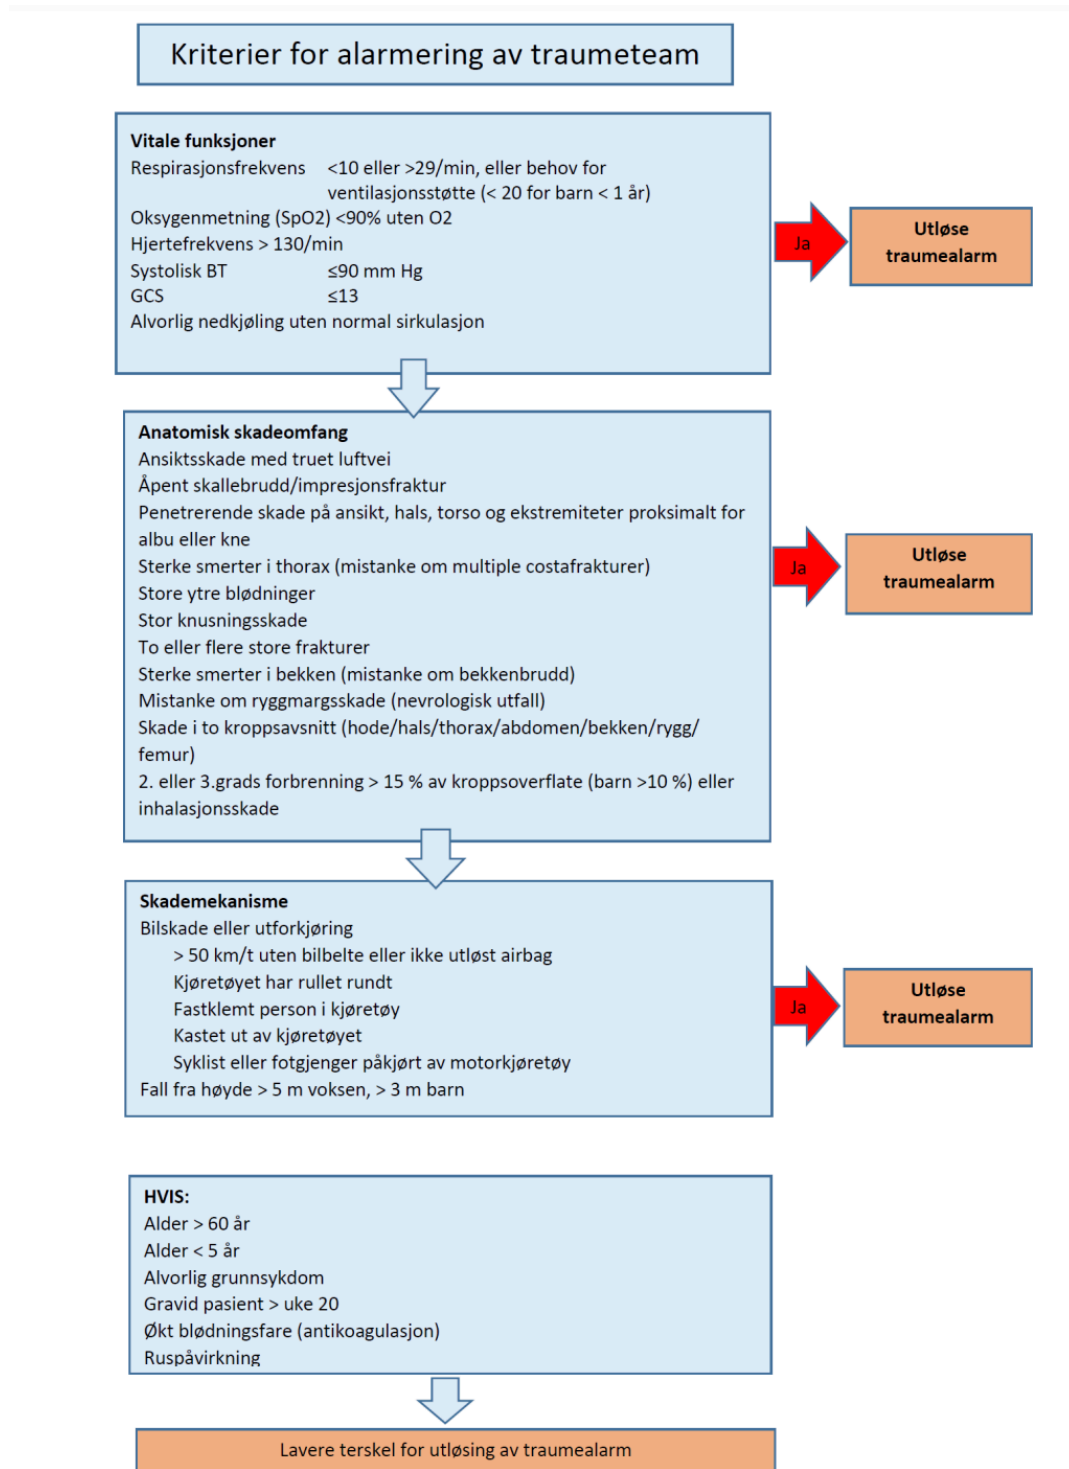 Kriterier for alarmering av traumeteam
Vitale funksjoner
Respirasjonsfrekvens <10 eller >29/min, eller behov for
ventilasjonsstøtte (< 20 for barn < 1 år)
Oksygenmetning (SpO2) <90% uten O2
Hjertefrekvens > 130/min
Systolisk BT ≤90 mm Hg
GCS ≤13
Alvorlig nedkjøling uten normal sirkulasjon
Ja
Utløse
traumealarm
Anatomisk skadeomfang
Ansiktsskade med truet luftvei
Åpent skallebrudd/impresjonsfraktur
Penetrerende skade på ansikt, hals, torso og ekstremiteter proksimalt for
albu eller kne
Sterke smerter i thorax (mistanke om multiple costafrakturer)
Store ytre blødninger
Stor knusningsskade
To eller flere store frakturer
Sterke smerter i bekken (mistanke om bekkenbrudd)
Mistanke om ryggmargsskade (nevrologisk utfall)
Skade i to kroppsavsnitt (hode/hals/thorax/abdomen/bekken/rygg/
femur)
2. eller 3.grads forbrenning > 15 % av kroppsoverflate (barn >10 %) eller
inhalasjonsskade
Ja
Utløse
traumealarm
Skademekanisme
Bilskade eller utforkjøring
> 50 km/t uten bilbelte eller ikke utløst airbag
Kjøretøyet har rullet rundt
Fastklemt person i kjøretøy
Kastet ut av kjøretøyet
Syklist eller fotgjenger påkjørt av motorkjøretøy
Fall fra høyde > 5 m voksen, > 3 m barn
Ja
Utløse
traumealarm
HVIS:
Alder > 60 år
Alder < 5 år
Alvorlig grunnsykdom
Gravid pasient > uke 20
Økt blødningsfare (antikoagulasjon)
Ruspåvirkning
Lavere terskel for utløsing av traumealarm